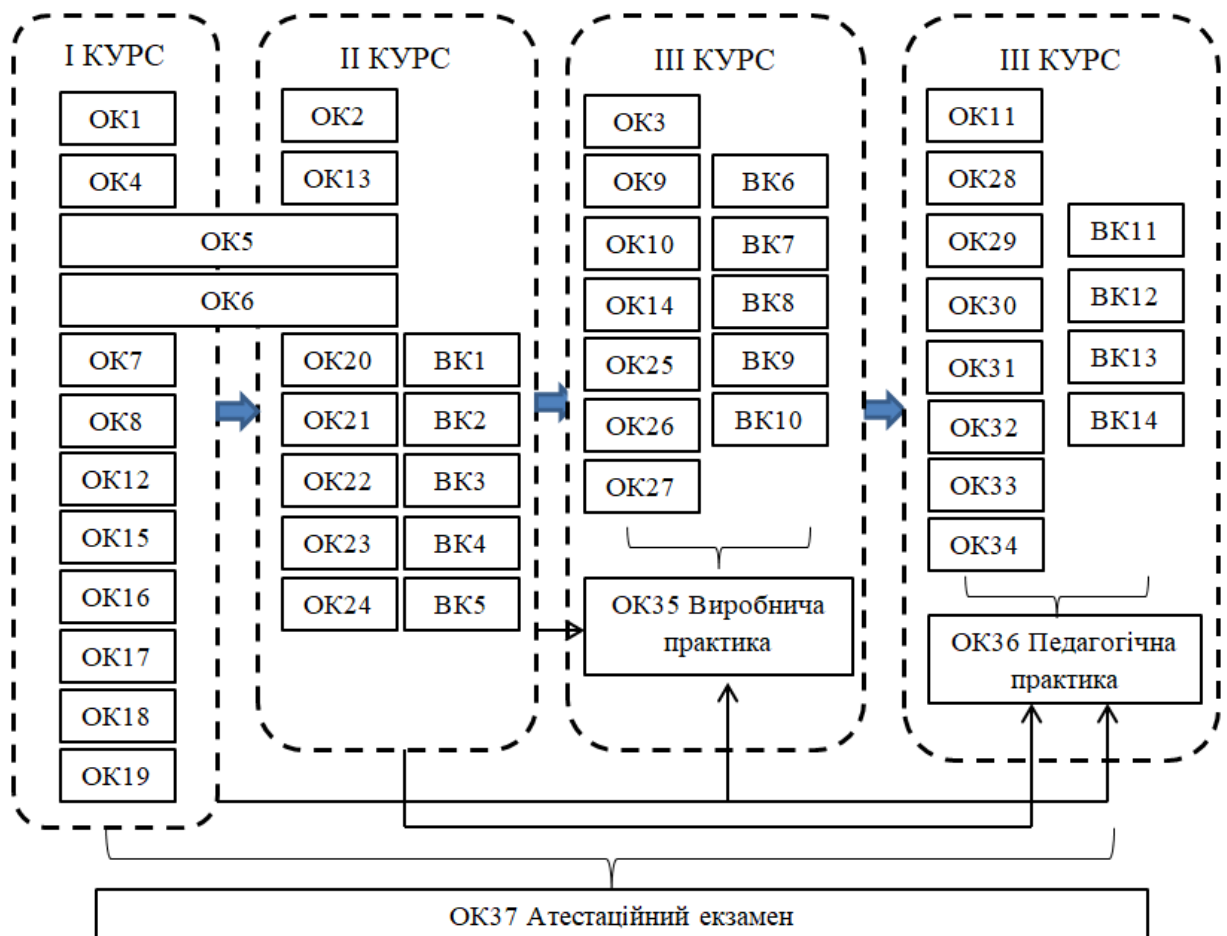 І КУРС
ОК1
ОК4
ОК5
ОК6
ОК7
ОК8
ОК12
ОК15
ОК16
ОК17
ОК18
ОК19
ІІ КУРС
ОК2
ОК13
ОК20
ВК1
ОК21
ВК2
ОК22
ВК3
ОК23
ВК4
ОК24
ВК5
ІІІ КУРС
ОК3
ОК9
ВК6
ОК10
ВК7
ОК14
ВК8
ОК25
ВК9
ОК26
ВК10
ОК27
ОК35 Виробнича
практика
ІІІ КУРС
ОК11
ОК28
ОК29
ВК11
ОК30
ВК12
ОК31
ВК13
ОК32
ВК14
ОК33
ОК34
ОК36 Педагогічна
практика
ОК37 Атестаційний екзамен